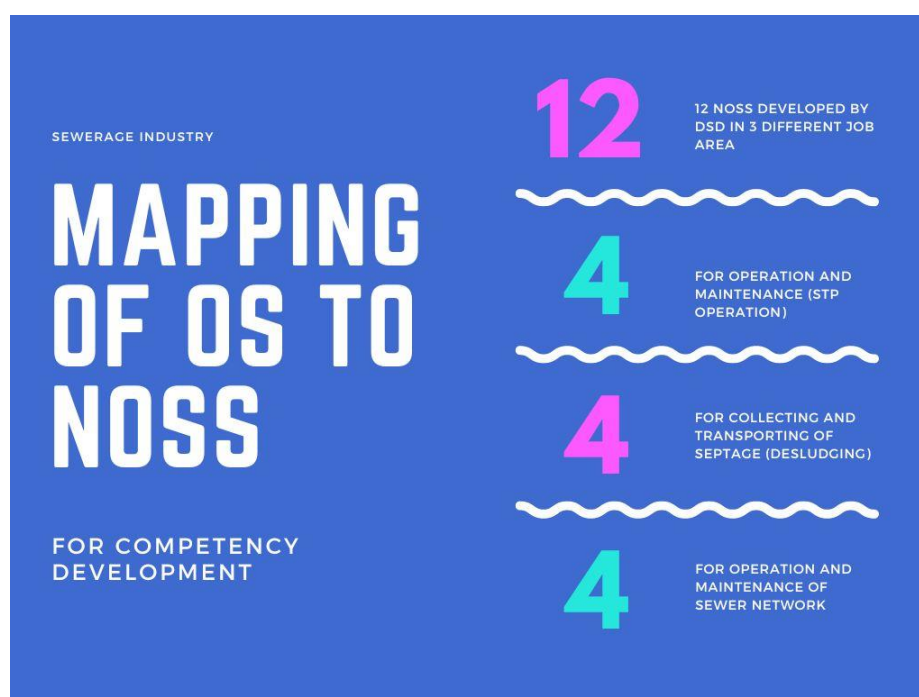 SEWERAGE INDUSTRY
MAPPING
OF OS TO
NOSS
FOR COMPETENCY
DEVELOPMENT
12
12 NOSS DEVELOPED BY
DSD IN 3 DIFFERENT JOB
AREA
4
FOR OPERATION AND
MAINTENANCE (STP
OPERATION)
4
FOR COLLECTING AND
TRANSPORTING OF
SEPTAGE (DESLUDGING)
4
FOR OPERATION AND
MAINTENANCE OF
SEWER NETWORK